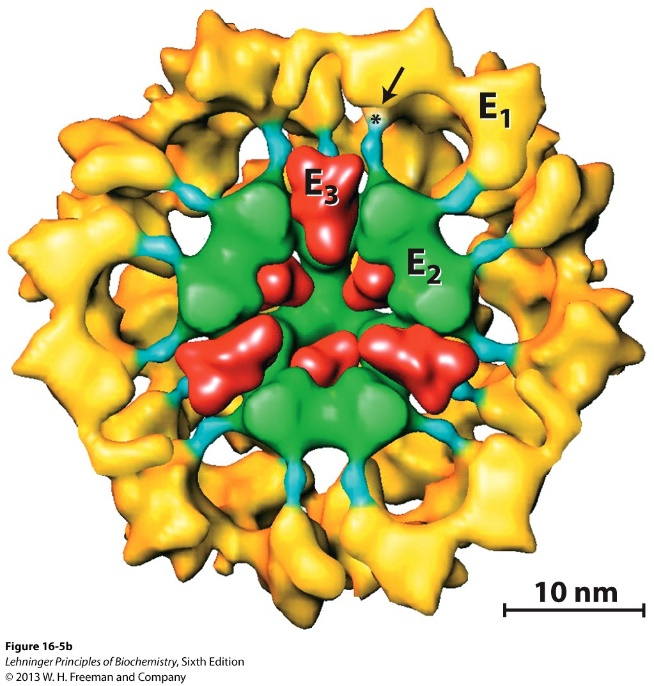 E1
*
E3
E2
10 nm
Figure 16-5b
Lehninger Principles of Biochemistry, Sixth Edition
© 2013 W. H. Freeman and Company